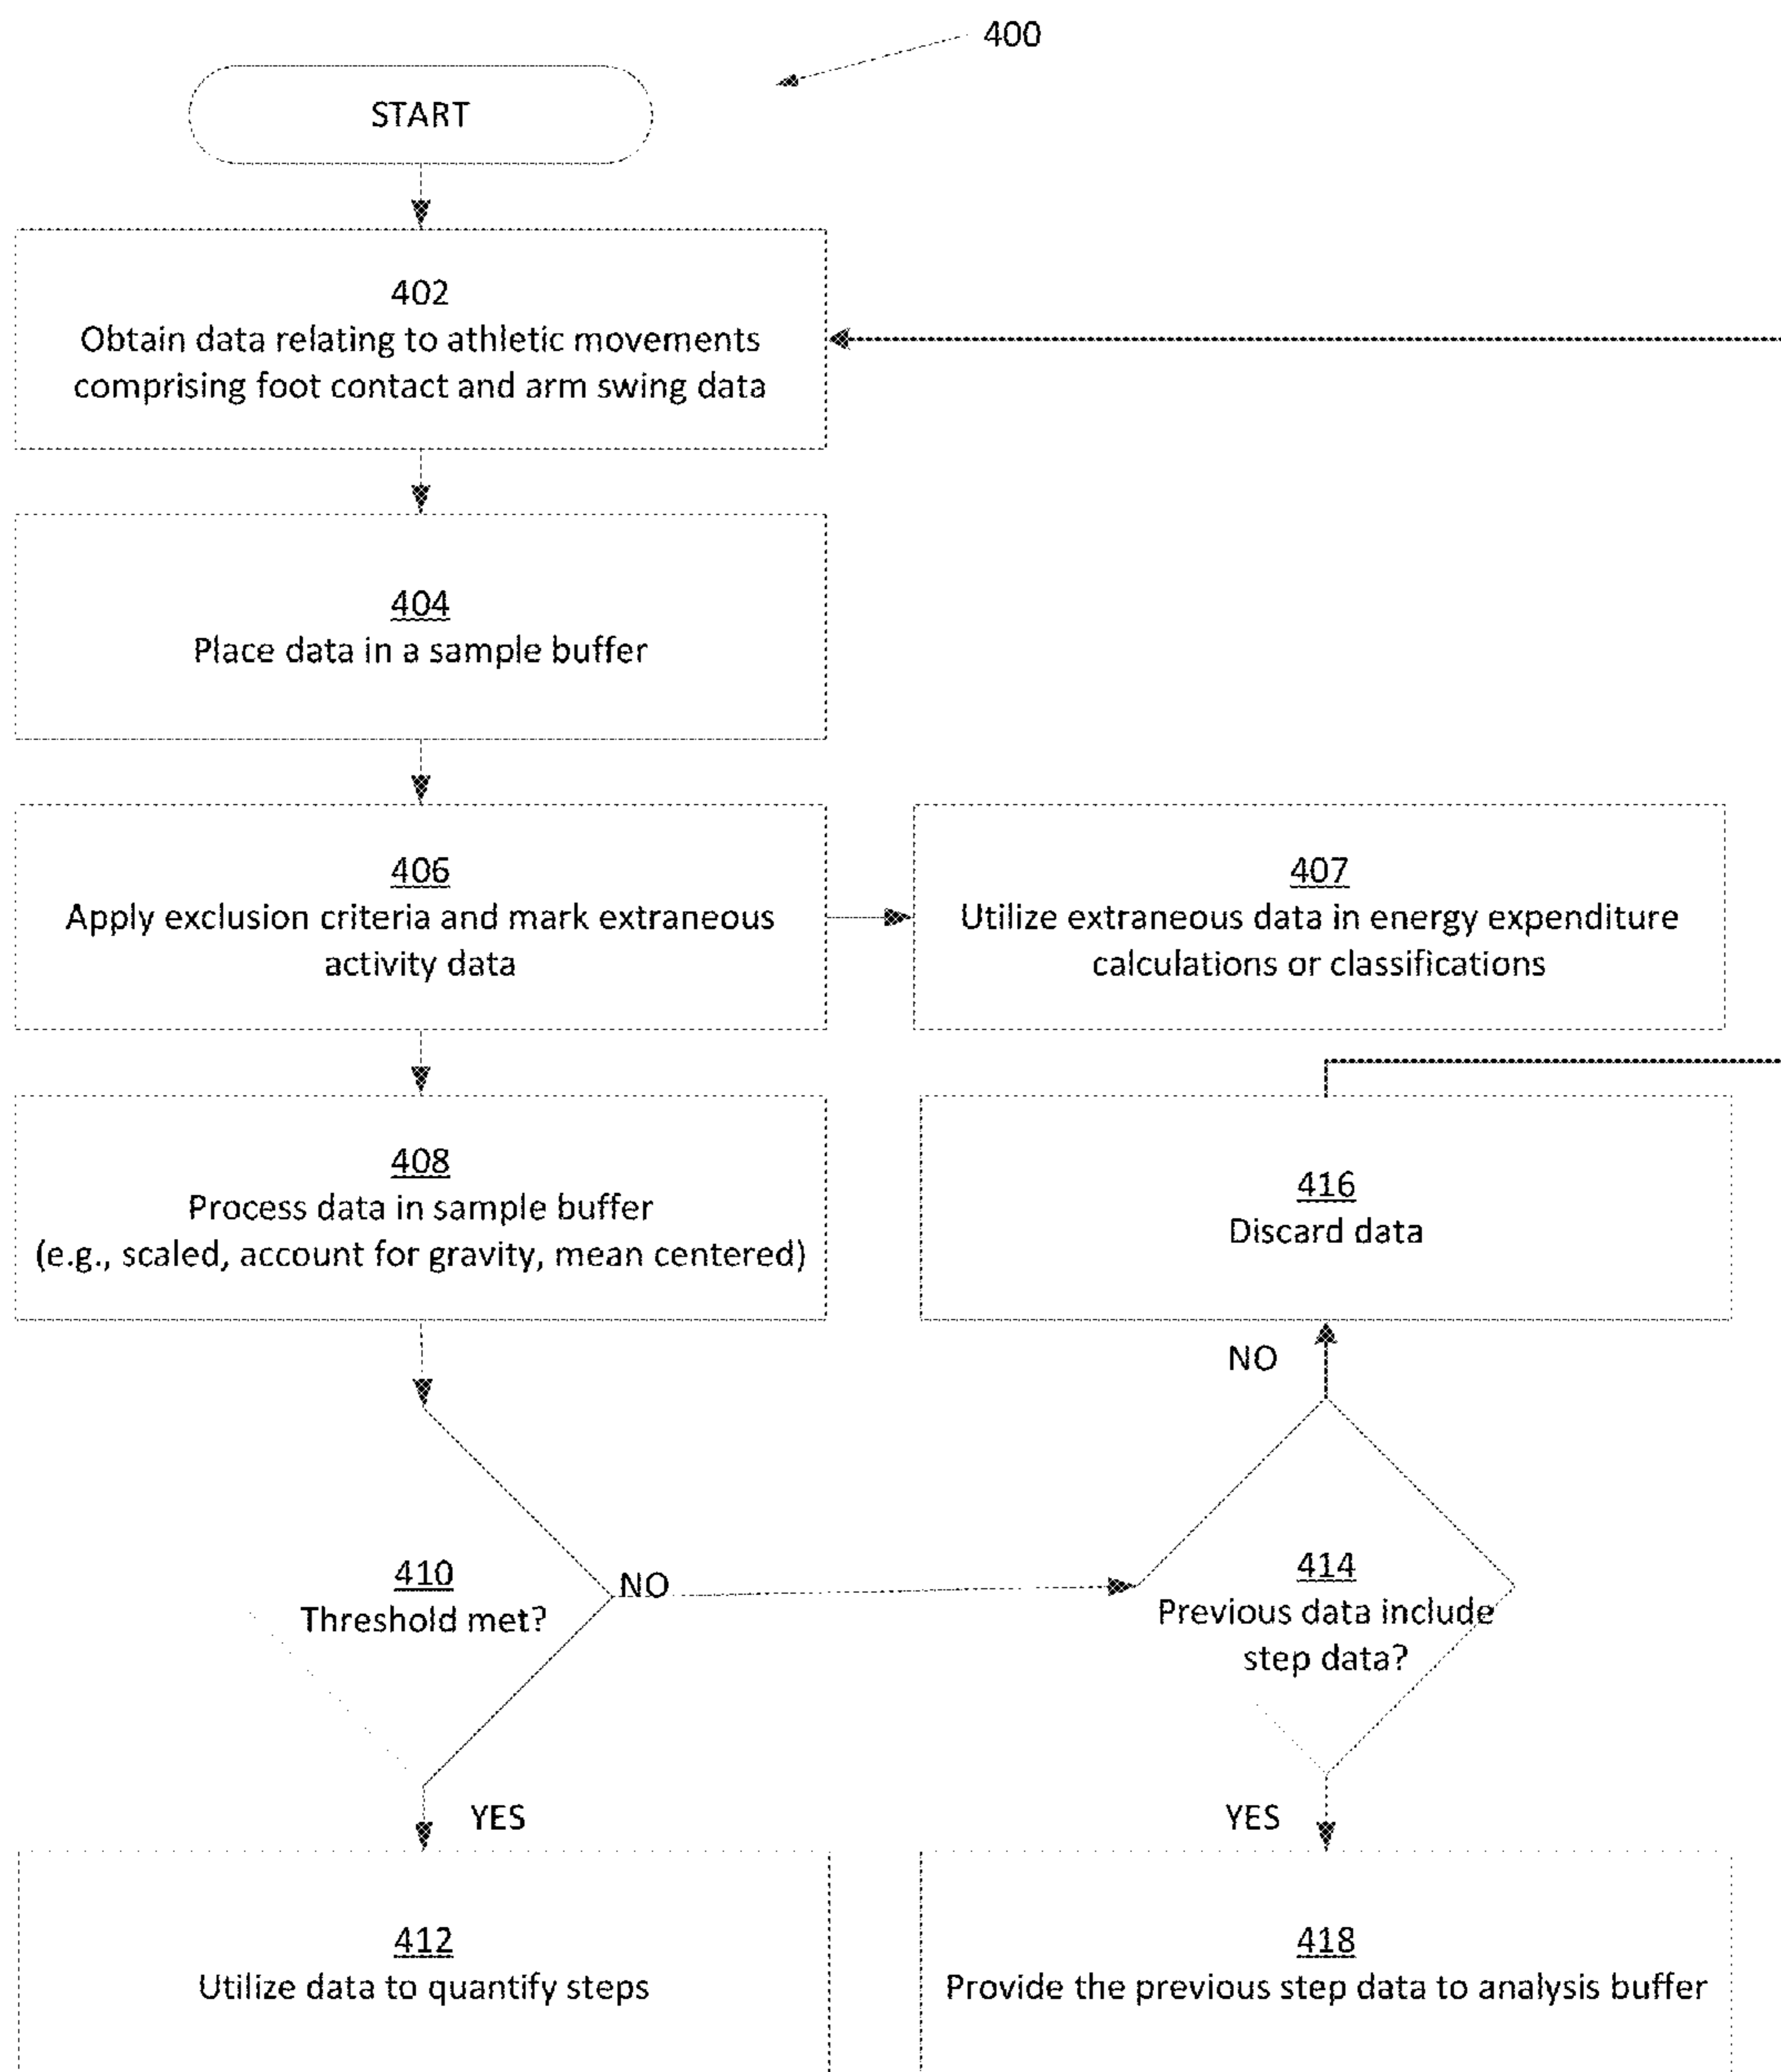 400
START
402
Obtain data relating to athletic movements
comprising foot contact and arm swing data
404
Place data in a sample buffer
406
Apply exclusion criteria and mark extraneous
activity data
407
Utilize extraneous data in energy expenditure
calculations or classifications
408
Process data in sample buffer
(e.g., scaled, account for gravity, mean centered)
416
Discard data
NO
410
Threshold met?
NO
414
Previous data include
step data?
YES
YES
412
Utilize data to quantify steps
418
Provide the previous step data to analysis buffer